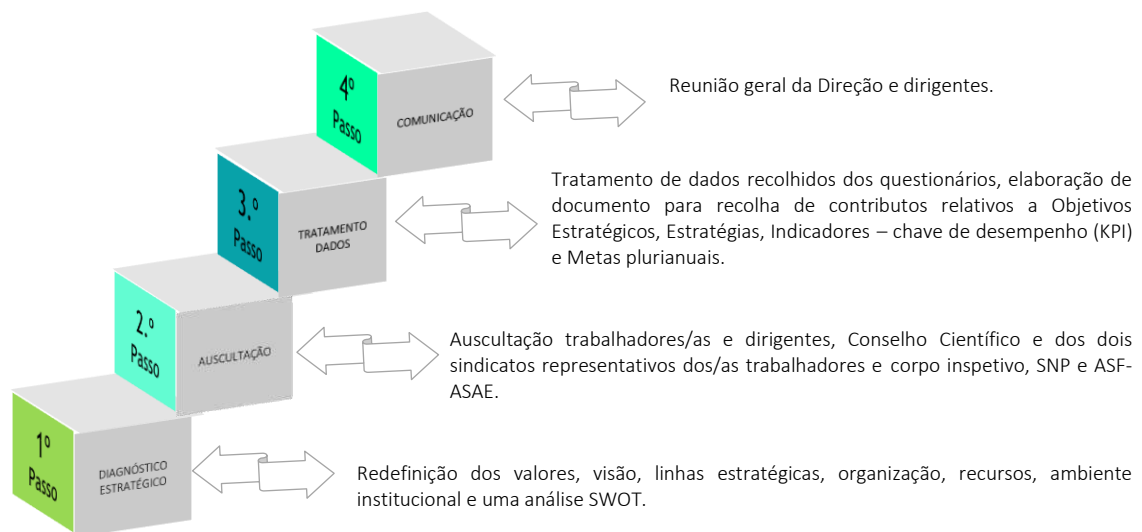 4º
Passo
COMUNICAÇÃO
Reunião geral da Direção e dirigentes.
3.º
Passo
TRATAMENTO
DADOS
Tratamento de dados recolhidos dos questionários, elaboração de
documento para recolha de contributos relativos a Objetivos
Estratégicos, Estratégias, Indicadores – chave de desempenho (KPI)
e Metas plurianuais.
2.º
Passo
AUSCULTAÇÃO
Auscultação trabalhadores/as e dirigentes, Conselho Científico e dos dois
sindicatos representativos dos/as trabalhadores e corpo inspetivo, SNP e ASF-
ASAE.
1º
Passo
DIAGNÓSTICO
ESTRATÉGICO
Redefinição dos valores, visão, linhas estratégicas, organização, recursos, ambiente
institucional e uma análise SWOT.